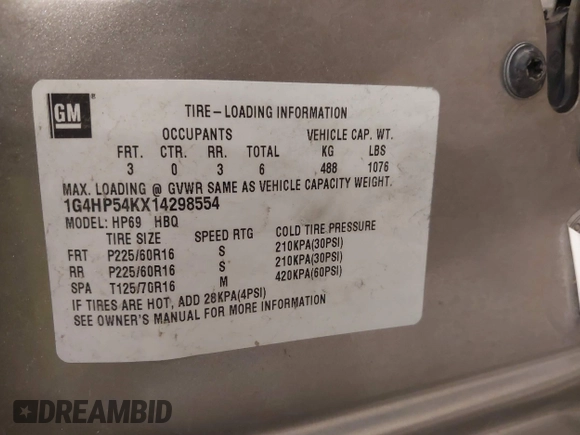 GM
TIRE-LOADING INFORMATION
OCCUPANTS VEHICLE CAP. WT.
FRT. CTR. RR. TOTAL KG LBS
3 0 3 6 488 1076
MAX. LOADING @ GVWR SAME AS VEHICLE CAPACITY WEIGHT.
1G4HP54KX14298554
MODEL: HP69 HBQ
TIRE SIZE SPEED RTG COLD TIRE PRESSURE
FRT P225/60R16 S 210KPA(30PSI)
RR P225/60R16 S 210KPA(30PSI)
SPA T125/70R16 M 420KPA(60PSI)
IF TIRES ARE HOT, ADD 28KPA(4PSI)
SEE OWNER'S MANUAL FOR MORE INFORMATION
DREAMBID